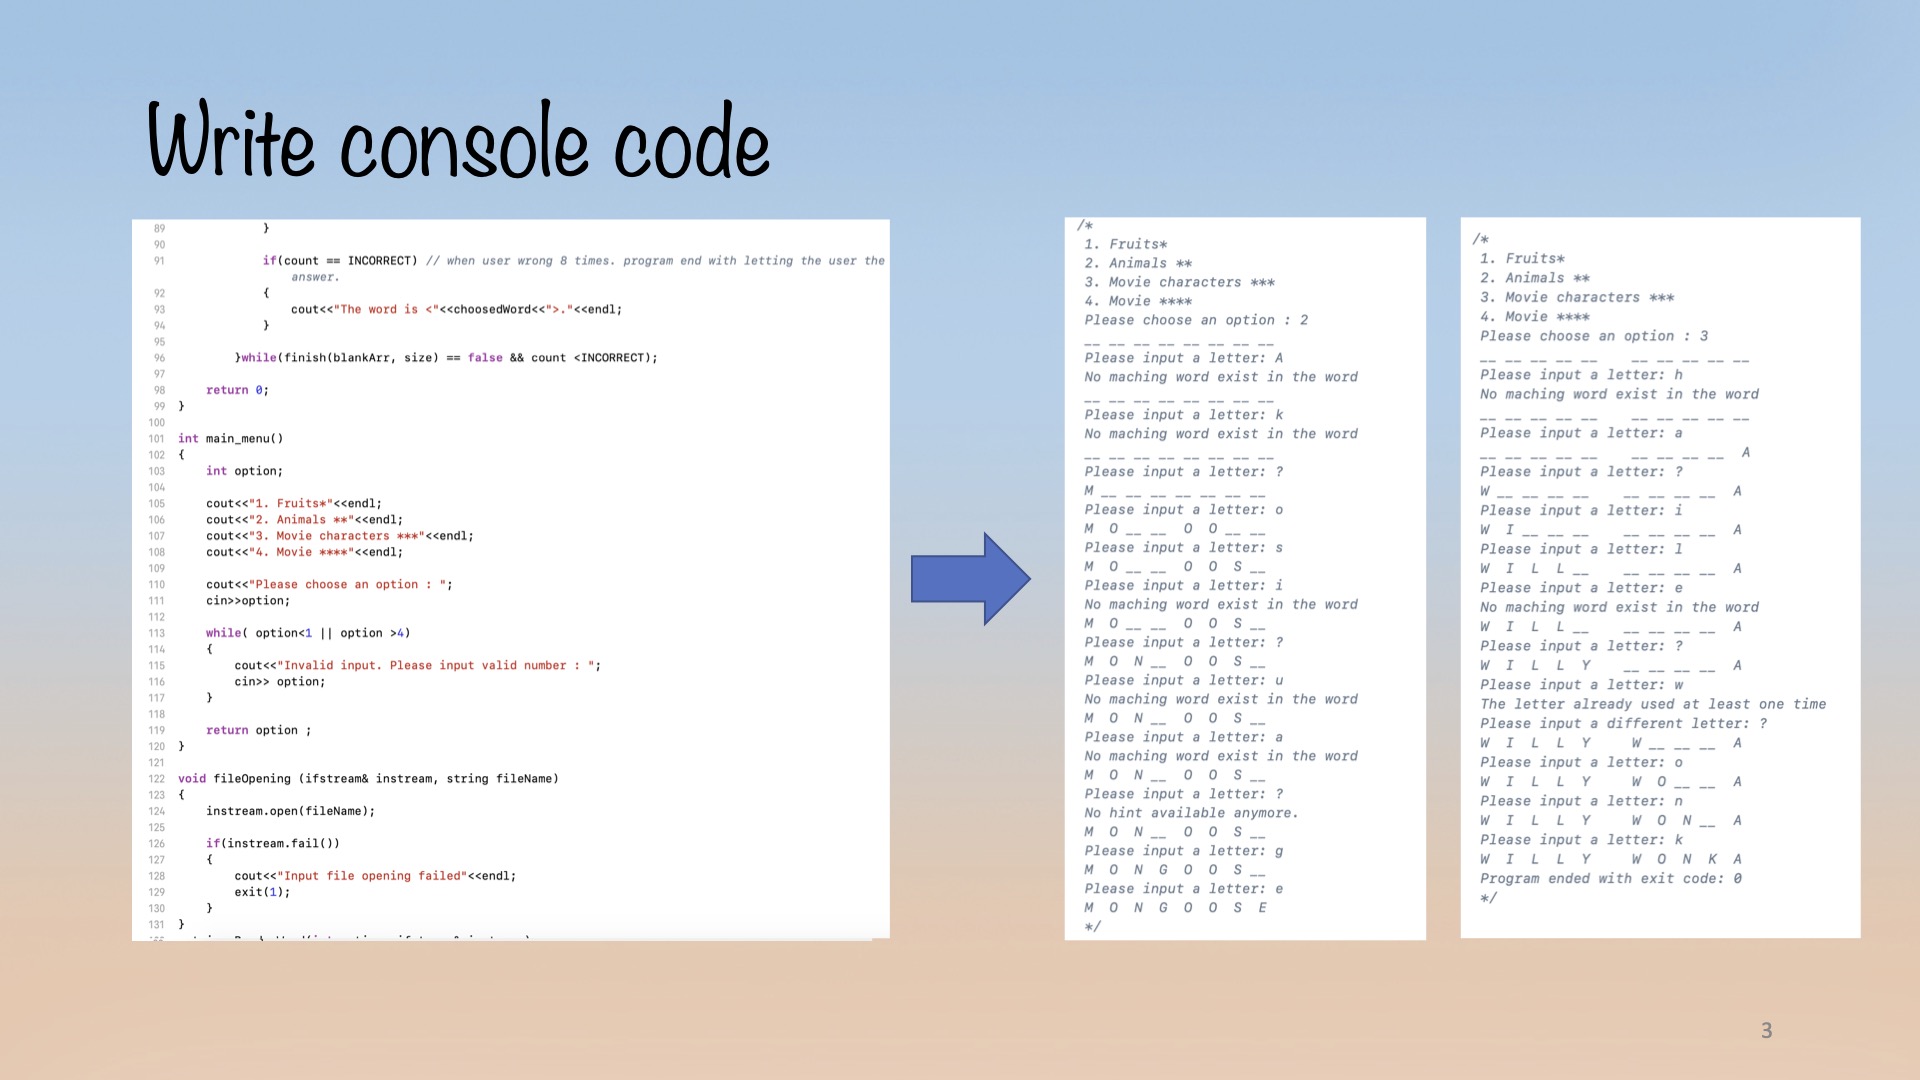 Write console code
89 }
90
91 if(count == INCORRECT) // when user wrong 8 times. program end with letting the user the
answer.
92 {
93 cout<<"The word is <"<<choosedWord<<">."<<endl;
94 }
95
96 }while(finish(blankArr, size) == false && count <INCORRECT);
97
98 return 0;
99 }
100
101 int main_menu()
102 {
103 int option;
104
105 cout<<"1. Fruits*"<<endl;
106 cout<<"2. Animals **"<<endl;
107 cout<<"3. Movie characters ***"<<endl;
108 cout<<"4. Movie ****"<<endl;
109
110 cout<<"Please choose an option : ";
111 cin>>option;
112
113 while( option<1 || option >4)
114 {
115 cout<<"Invalid input. Please input valid number : ";
116 cin>> option;
117 }
118
119 return option ;
120 }
121
122 void fileOpening (ifstream& instream, string fileName)
123 {
124 instream.open(fileName);
125
126 if(instream.fail())
127 {
128 cout<<"Input file opening failed"<<endl;
129 exit(1);
130 }
131 }
/*
1. Fruits*
2. Animals **
3. Movie characters ***
4. Movie ****
Please choose an option : 2
__ __ __ __ __ __ __ __
Please input a letter: A
No maching word exist in the word
__ __ __ __ __ __ __ __
Please input a letter: k
No maching word exist in the word
__ __ __ __ __ __ __ __
Please input a letter: ?
M __ __ __ __ __ __ __
Please input a letter: o
M O __ __ O O __ __
Please input a letter: s
M O __ __ O O S __
Please input a letter: i
No maching word exist in the word
M O __ __ O O S __
Please input a letter: ?
M O N __ O O S __
Please input a letter: u
No maching word exist in the word
M O N __ O O S __
Please input a letter: a
No maching word exist in the word
M O N __ O O S __
Please input a letter: ?
No hint available anymore.
M O N __ O O S __
Please input a letter: g
M O N G O O S __
Please input a letter: e
M O N G O O S E
*/
/*
1. Fruits*
2. Animals **
3. Movie characters ***
4. Movie ****
Please choose an option : 3
__ __ __ __ __ __ __ __ __ __
Please input a letter: h
No maching word exist in the word
__ __ __ __ __ __ __ __ __ __
Please input a letter: a
__ __ __ __ __ __ __ __ __ A
Please input a letter: ?
W __ __ __ __ __ __ __ __ A
Please input a letter: i
W I __ __ __ __ __ __ __ A
Please input a letter: l
W I L L __ __ __ __ __ A
Please input a letter: e
No maching word exist in the word
W I L L __ __ __ __ __ A
Please input a letter: ?
W I L L Y __ __ __ __ A
Please input a letter: w
The letter already used at least one time
Please input a different letter: ?
W I L L Y W __ __ __ A
Please input a letter: o
W I L L Y W O __ __ A
Please input a letter: n
W I L L Y W O N __ A
Please input a letter: k
W I L L Y W O N K A
Program ended with exit code: 0
*/
3